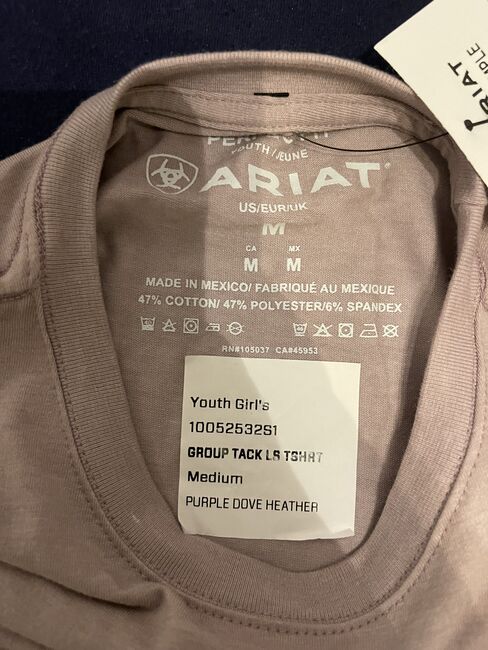 YOUTH / JEUNE
ARIAT
US/EUR/UK
M
CA MX
M M
MADE IN MEXICO/ FABRIQUÉ AU MEXIQUE
47% COTTON/ 47% POLYESTER/6% SPANDEX
RN#105037 CA#45953
Youth Girl's
10052532S1
GROUP TACK LS TSHRT
Medium
PURPLE DOVE HEATHER
ARIAT